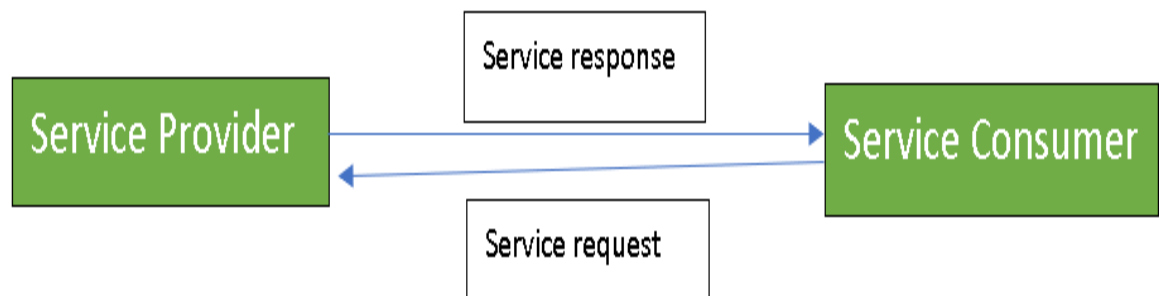 Service response
Service Provider
Service Consumer
Service request